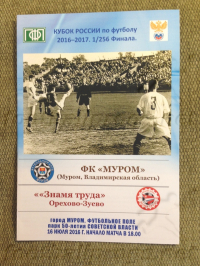 КУБОК РОССИИ по футболу
2016-2017. 1/256 Финала.
3
ФК «МУРОМ»
(Муром, Владимирская область)
««Знамя труда»
Орехово-Зуево
город МУРОМ, ФУТБОЛЬНОЕ ПОЛЕ
парк 50-летия СОВЕТСКОЙ ВЛАСТИ
16 ИЮЛЯ 2016 Г. НАЧАЛО МАТЧА В 18.00